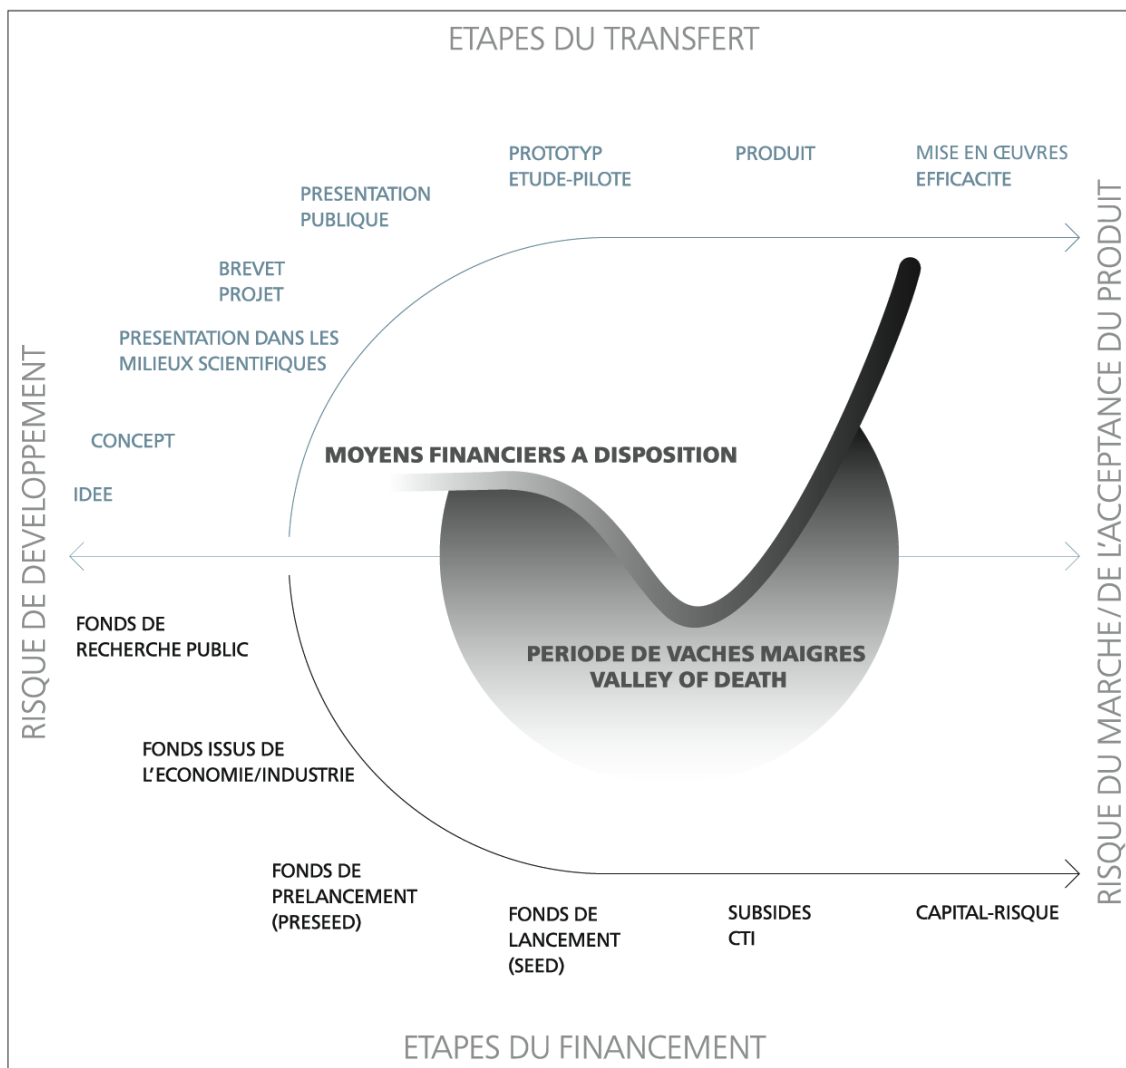 ETAPES DU TRANSFERT
PROTOTYP
ETUDE-PILOTE
PRODUIT
MISE EN ŒUVRES
EFFICACITE
PRESENTATION
PUBLIQUE
BREVET
PROJET
PRESENTATION DANS LES
MILIEUX SCIENTIFIQUES
CONCEPT
IDEE
RISQUE DE DEVELOPPEMENT
MOYENS FINANCIERS A DISPOSITION
PERIODE DE VACHES MAIGRES
VALLEY OF DEATH
RISQUE DU MARCHE/DE L'ACCEPTANCE DU PRODUIT
FONDS DE
RECHERCHE PUBLIC
FONDS ISSUS DE
L'ECONOMIE/INDUSTRIE
FONDS DE
PRELANCEMENT
(PRESEED)
FONDS DE
LANCEMENT
(SEED)
SUBSIDES
CTI
CAPITAL-RISQUE
ETAPES DU FINANCEMENT